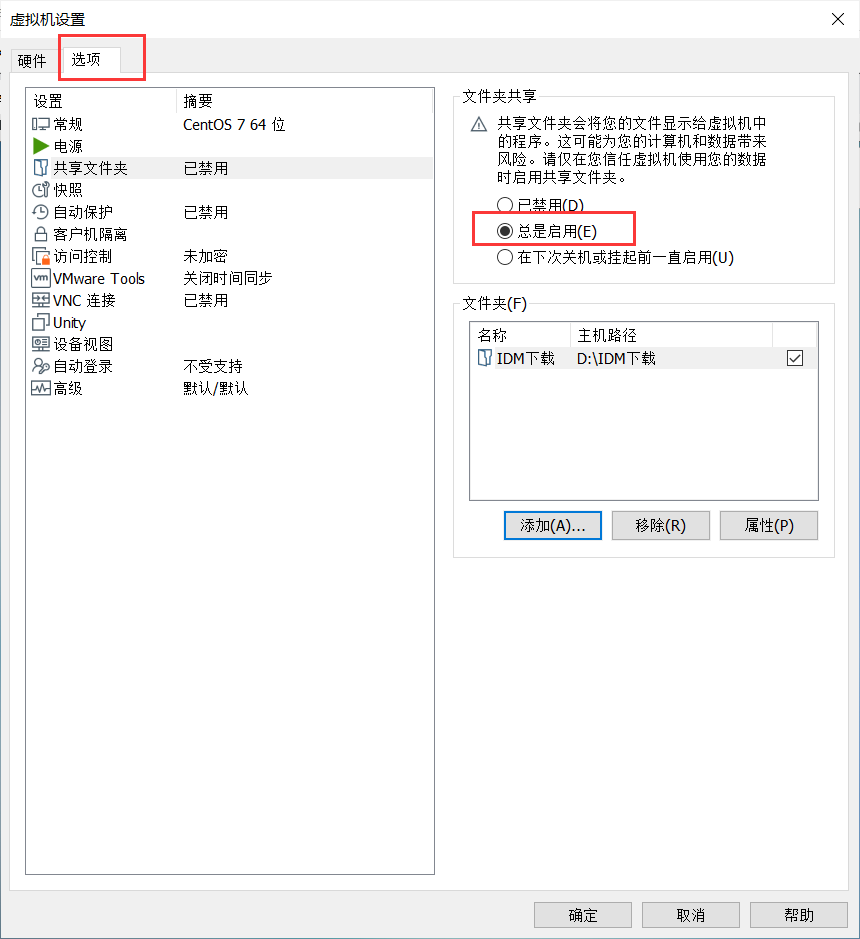 虚拟机设置
硬件
选项
设置 摘要
常规 CentOS 7 64 位
电源
共享文件夹 已禁用
快照
自动保护 已禁用
客户机隔离
访问控制 未加密
VMware Tools 关闭时间同步
VNC 连接 已禁用
Unity
设备视图
自动登录 不受支持
高级 默认/默认
文件夹共享
共享文件夹会将您的文件显示给虚拟机中
的程序。这可能为您的计算机和数据带来
风险。请仅在您信任虚拟机使用您的数据
时启用共享文件夹。
已禁用(D)
总是启用(E)
在下次关机或挂起前一直启用(U)
文件夹(F)
名称 主机路径
IDM下载 D:\IDM下载
添加(A)... 移除(R) 属性(P)
确定 取消 帮助